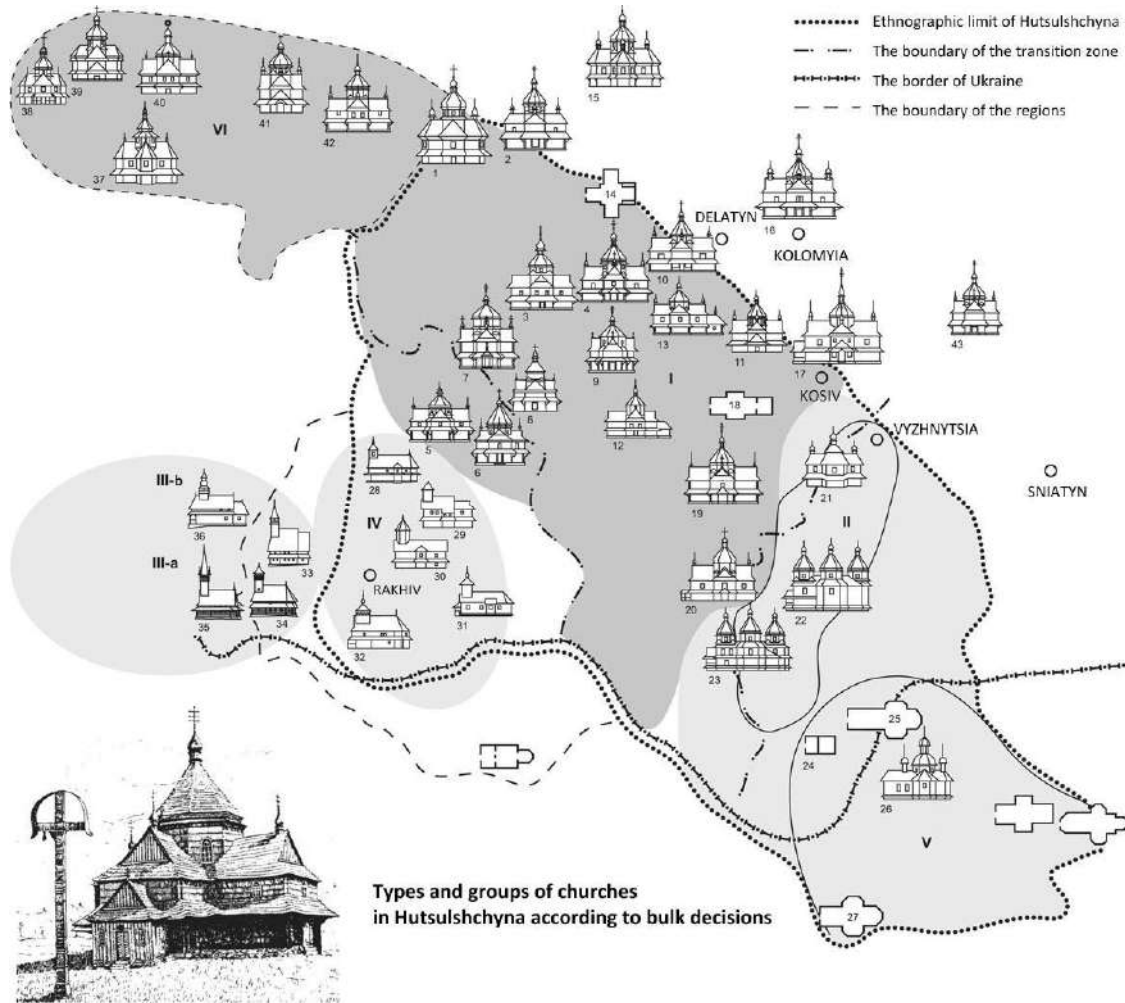 Ethnographic limit of Hutsulshchyna
The boundary of the transition zone
The border of Ukraine
The boundary of the regions
15
39
38
40
41
42
VI
37
1
2
14
DELATYN
16
KOLOMYIA
10
3
4
13
11
43
7
9
17
I
KOSIV
8
18
12
5
6
VYZHNYTSIA
28
19
21
SNIATYN
III-b
36
IV
29
II
33
30
III-a
RAKHIV
35
34
31
20
22
32
23
25
24
26
V
27
Types and groups of churches
in Hutsulshchyna according to bulk decisions